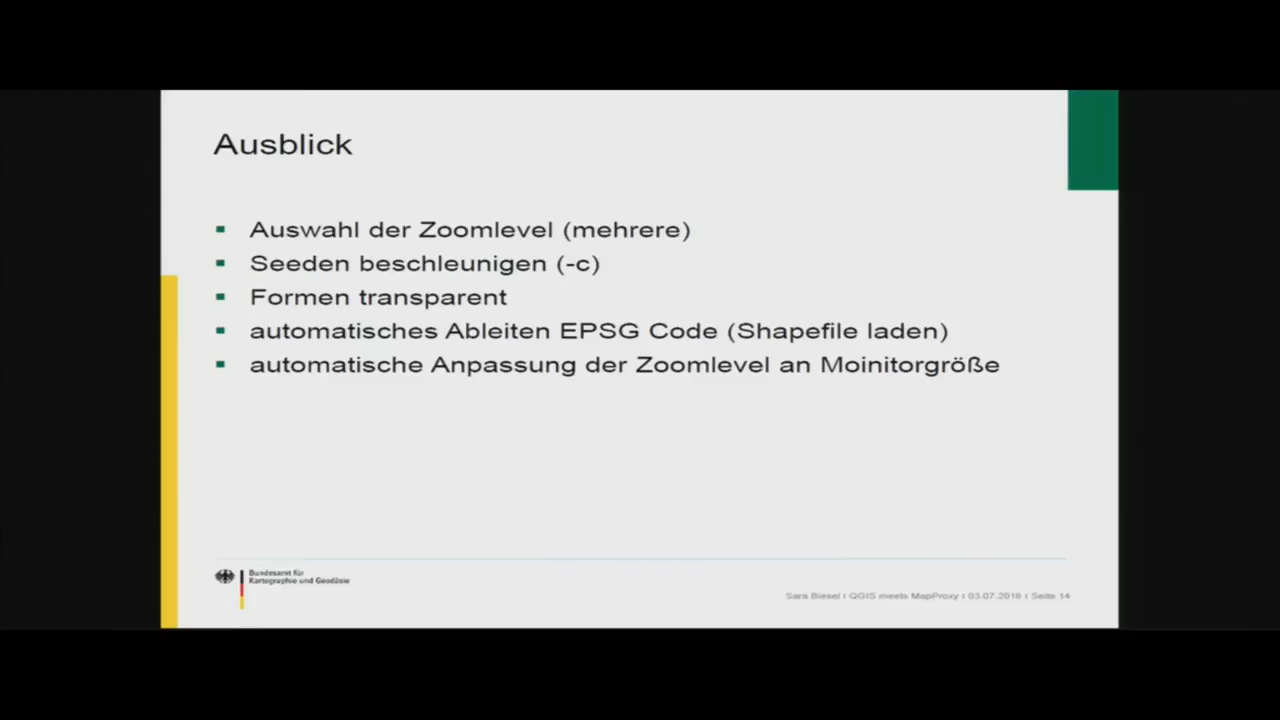 Ausblick
Auswahl der Zoomlevel (mehrere)
Seeden beschleunigen (-c)
Formen transparent
automatisches Ableiten EPSG Code (Shapefile laden)
automatische Anpassung der Zoomlevel an Moinitorgröße
Bundesamt für
Kartographie und Geodäsie
Sara Biesel I QGIS meets MapProxy I 03.07.2016 I Seite 14